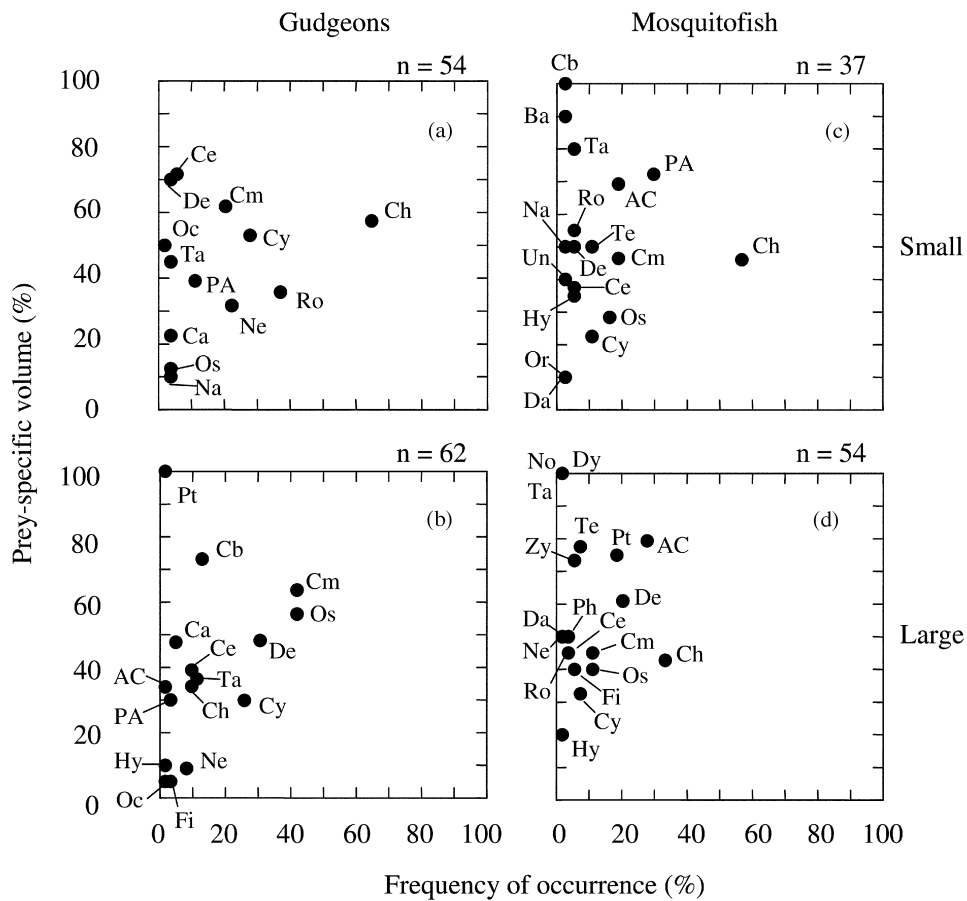 Gudgeons Mosquitofish
n = 54 n = 37
Prey-specific volume (%)
100
80
60
40
20
0
(a)
Ce
De
Cm
Ch
Oc
Cy
Ta
PA
Ro
Ne
Ca
Os
Na
Cb
Ba
(c)
Ta
PA
AC
Ro
Na
Te
Ch
De
Cm
Un
Ce
Hy
Os
Cy
Or
Da
Small
n = 62 n = 54
100
80
60
40
20
0
Pt
(b)
Cb
Cm
Os
Ca
Ce
De
AC
Ta
Ch
Cy
PA
Hy
Ne
Oc
Fi
No Dy
Ta
(d)
Te
Pt
AC
Zy
De
Ph
Da
Ce
Cm
Ne
Ch
Ro
Os
Fi
Cy
Hy
Large
0 20 40 60 80 100 0 20 40 60 80 100
Frequency of occurrence (%)